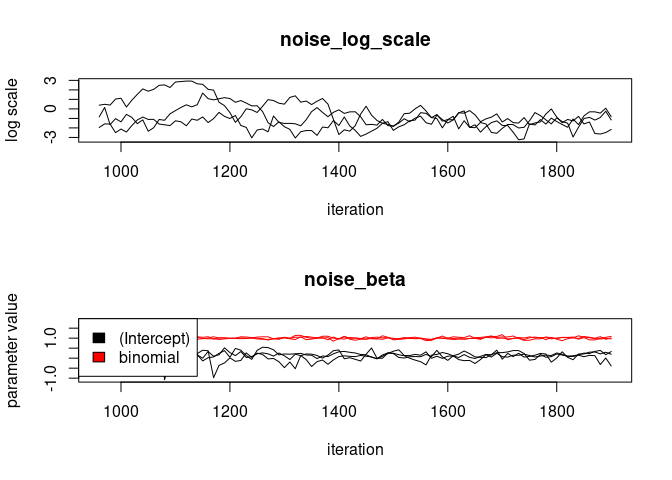 noise_log_scale
log scale
3
0
-3
1000 1200 1400 1600 1800
iteration
noise_beta
parameter value
1.0
-1.0
(Intercept)
binomial
1000 1200 1400 1600 1800
iteration